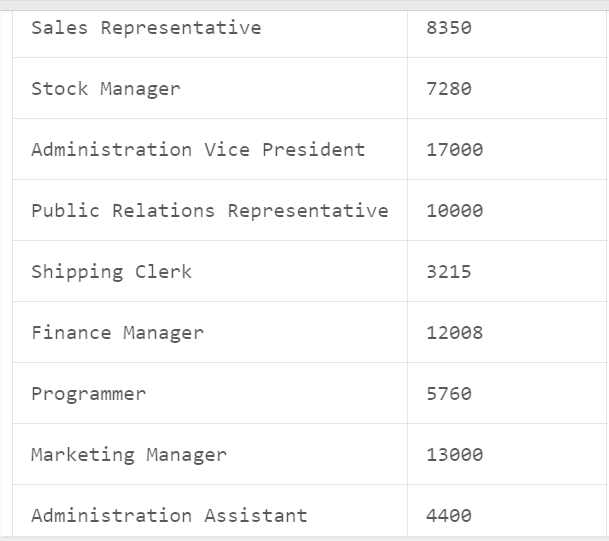 Sales Representative 8350
Stock Manager 7280
Administration Vice President 17000
Public Relations Representative 10000
Shipping Clerk 3215
Finance Manager 12008
Programmer 5760
Marketing Manager 13000
Administration Assistant 4400